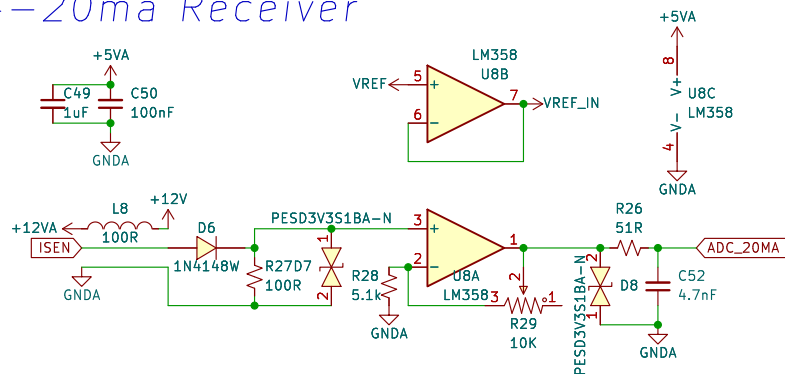 -20ma Receiver
+5VA
LM358
U8B
+5VA
C49
1uF
C50
100nF
VREF
5
+
6
−
7
VREF_IN
8
V+
U8C
LM358
V-
4
GNDA
GNDA
L8
100R
+12V
+12VA
ISEN
D6
1N4148W
PESD3V3S1BA-N
3
+
1
R26
51R
ADC_20MA
R27
100R
D7
1
2
GNDA
R28
5.1k
2
−
U8A
LM358
GNDA
2
3
1
R29
10K
PESD3V3S1BA-N
2
1
D8
C52
4.7nF
GNDA